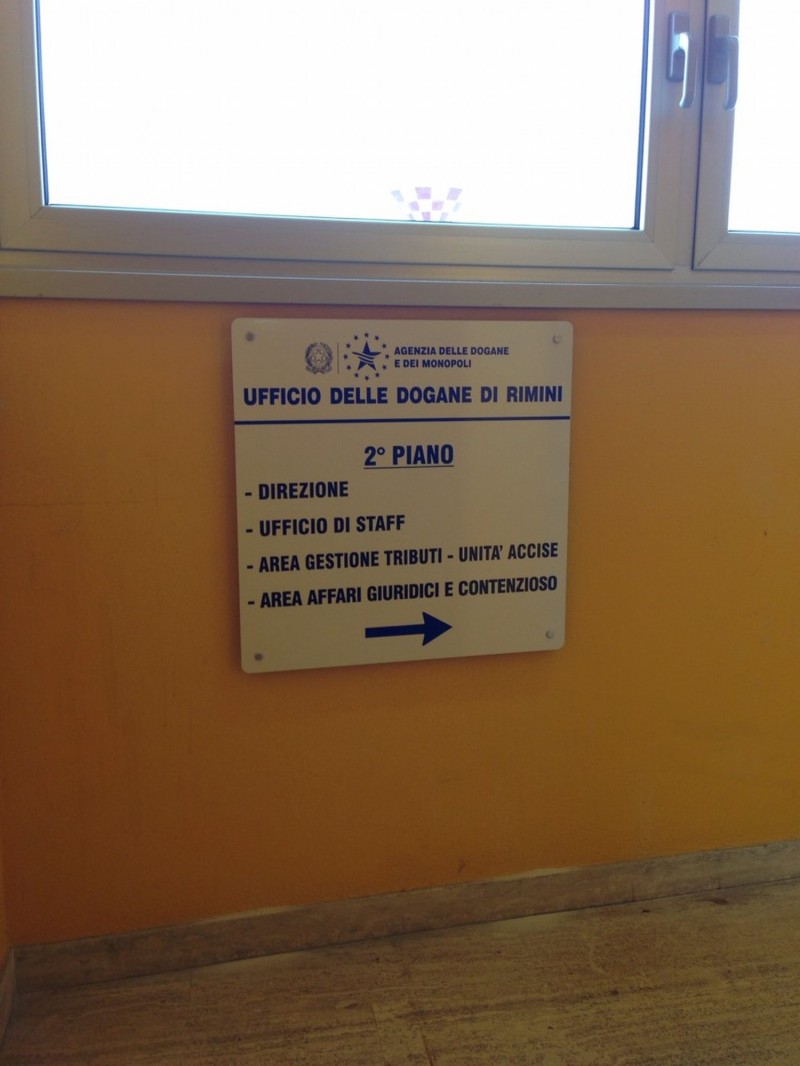 AGENZIA DELLE DOGANE
E DEI MONOPOLI
UFFICIO DELLE DOGANE DI RIMINI
2° PIANO
- DIREZIONE
- UFFICIO DI STAFF
- AREA GESTIONE TRIBUTI - UNITA' ACCISE
- AREA AFFARI GIURIDICI E CONTENZIOSO